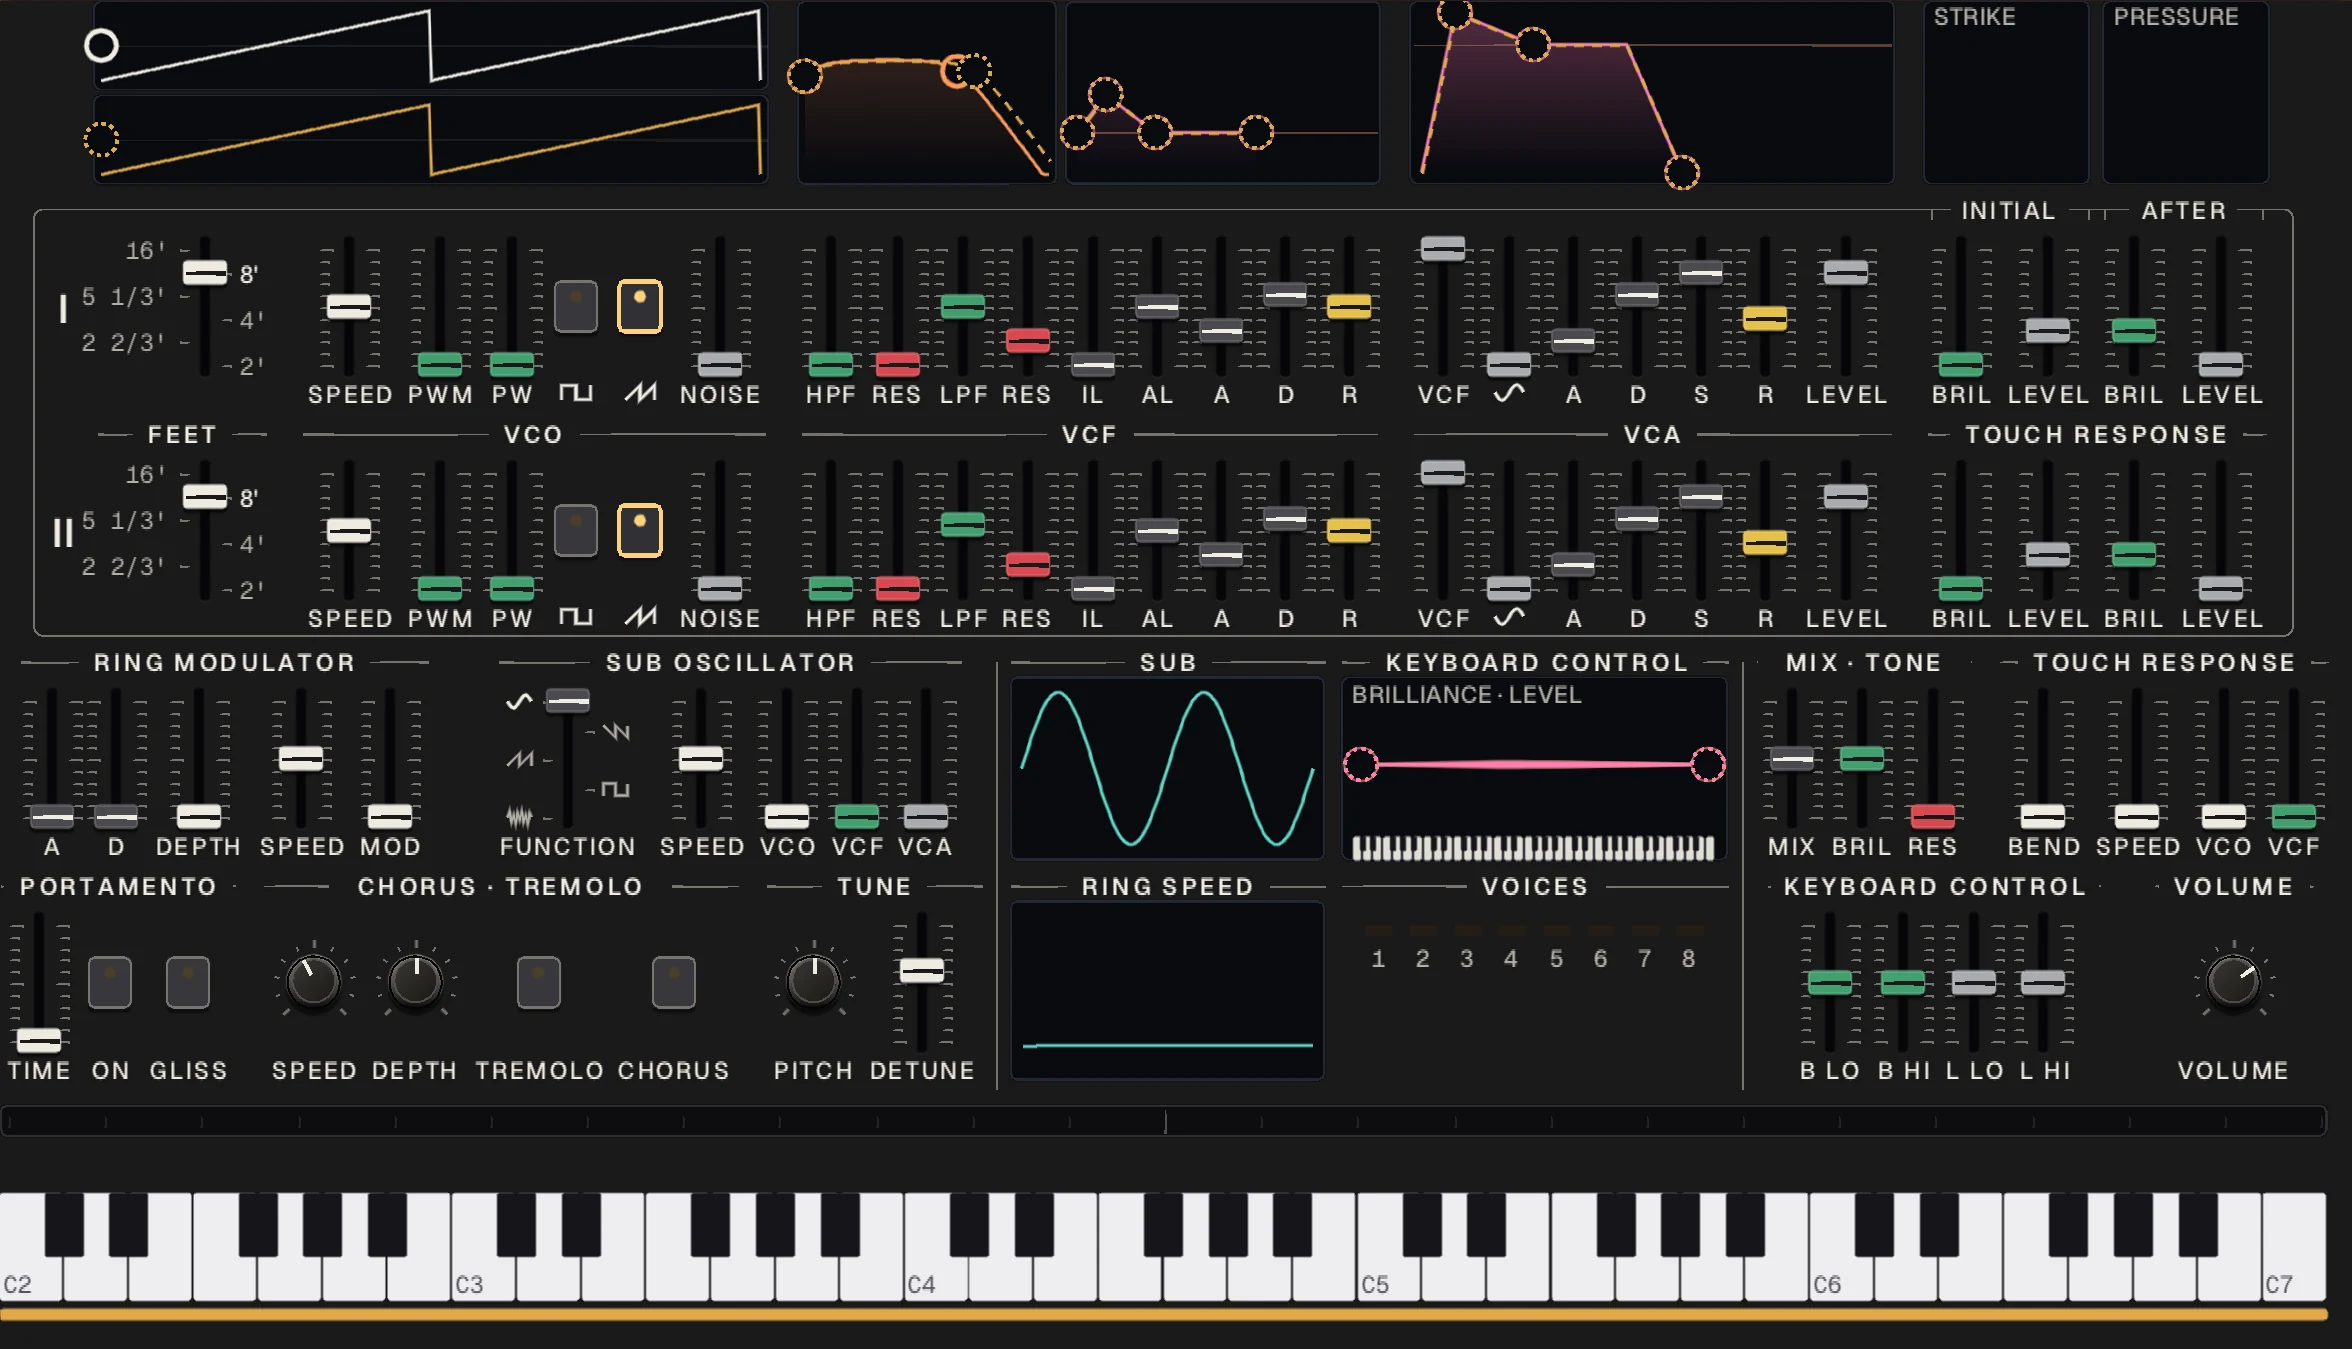 STRIKE PRESSURE
INITIAL AFTER
16'
8'
I 5 1/3'
4'
2 2/3'
2'
SPEED PWM PW NOISE HPF RES LPF RES IL AL A D R VCF A D S R LEVEL BRIL LEVEL BRIL LEVEL
FEET VCO VCF VCA TOUCH RESPONSE
16'
8'
II 5 1/3'
4'
2 2/3'
2'
SPEED PWM PW NOISE HPF RES LPF RES IL AL A D R VCF A D S R LEVEL BRIL LEVEL BRIL LEVEL
RING MODULATOR SUB OSCILLATOR SUB KEYBOARD CONTROL MIX · TONE TOUCH RESPONSE
BRILLIANCE · LEVEL
A D DEPTH SPEED MOD FUNCTION SPEED VCO VCF VCA MIX BRIL RES BEND SPEED VCO VCF
PORTAMENTO CHORUS · TREMOLO TUNE RING SPEED VOICES KEYBOARD CONTROL VOLUME
1 2 3 4 5 6 7 8
TIME ON GLISS SPEED DEPTH TREMOLO CHORUS PITCH DETUNE B LO B HI L LO L HI VOLUME
C2 C3 C4 C5 C6 C7